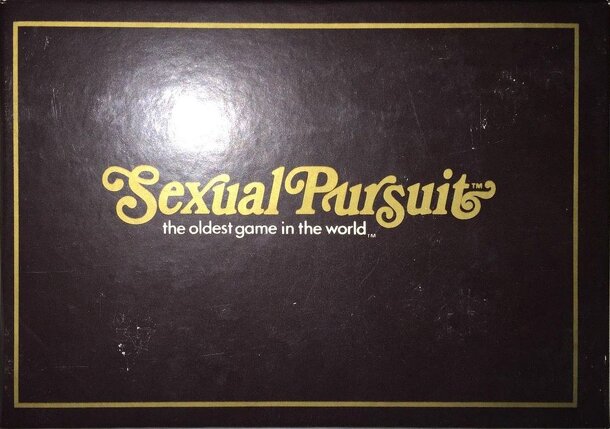 Sexual Pursuit™
the oldest game in the world™